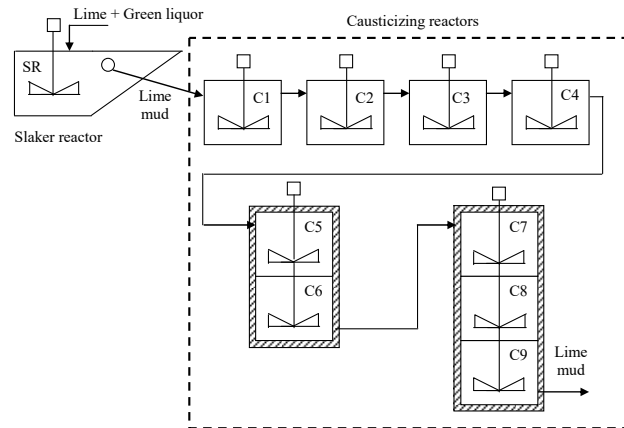 Lime + Green liquor
Causticizing reactors
SR
Lime
mud
Slaker reactor
C1
C2
C3
C4
C5
C6
C7
C8
C9
Lime
mud